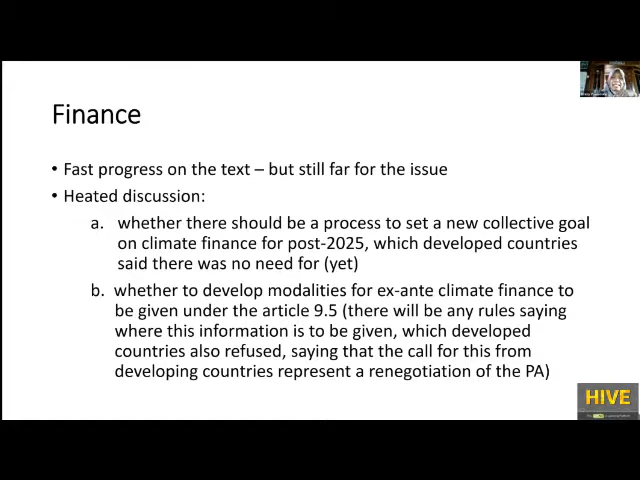 Finance
• Fast progress on the text – but still far for the issue
• Heated discussion:
a. whether there should be a process to set a new collective goal
on climate finance for post-2025, which developed countries
said there was no need for (yet)
b. whether to develop modalities for ex-ante climate finance to
be given under the article 9.5 (there will be any rules saying
where this information is to be given, which developed
countries also refused, saying that the call for this from
developing countries represent a renegotiation of the PA)
HIVE